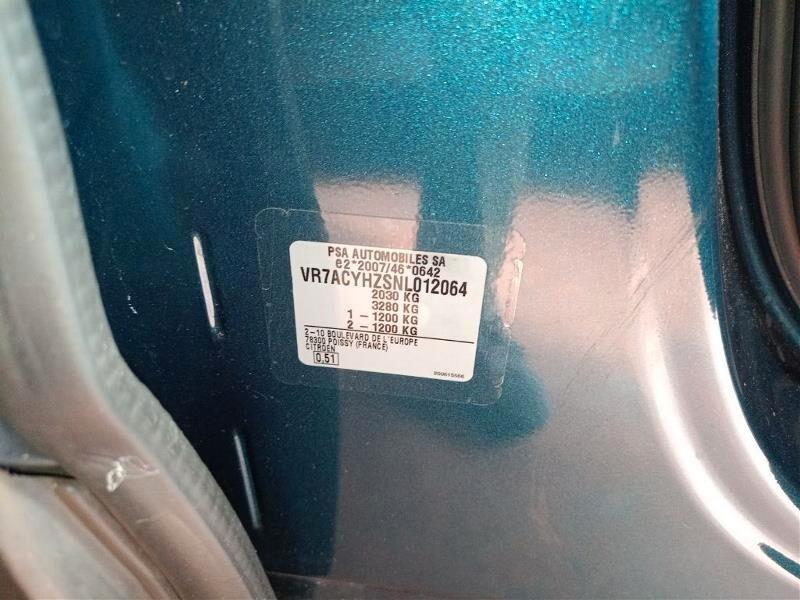 PSA AUTOMOBILES SA
e2*2007/46*0642
VR7ACYHZSNL012064
2030 KG
3280 KG
1 - 1200 KG
2 - 1200 KG
2-10 BOULEVARD DE L'EUROPE
78300 POISSY (FRANCE)
CITROËN
0.51